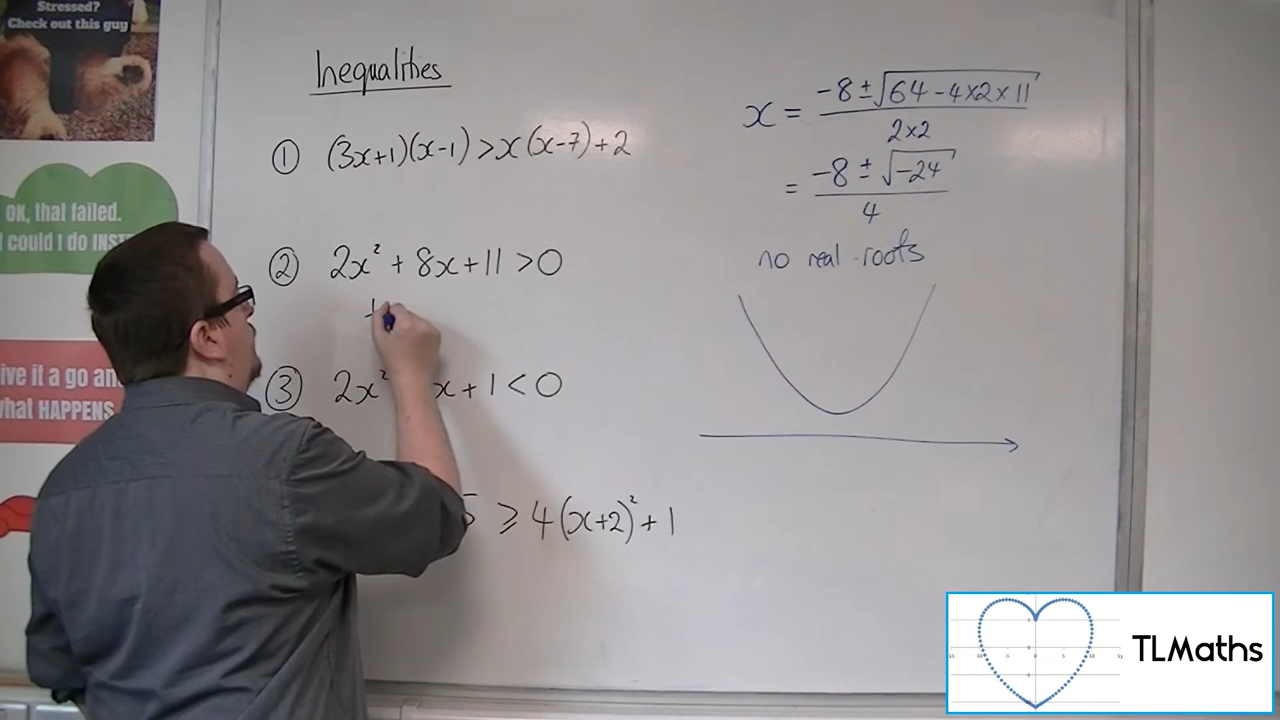 Stressed?
Check out this guy
OK, that failed.
could I do
ive it a go an
what HAPPENS
Inequalities
① (3x+1)(x-1) > x(x-7)+2
② 2x² + 8x + 11 > 0
③ 2x² x + 1 < 0
≥ 4(x+2)² + 1
x = \frac{-8 ± √(64 - 4×2×11)}{2×2}
= \frac{-8 ± √(-24)}{4}
no real roots
TLMaths